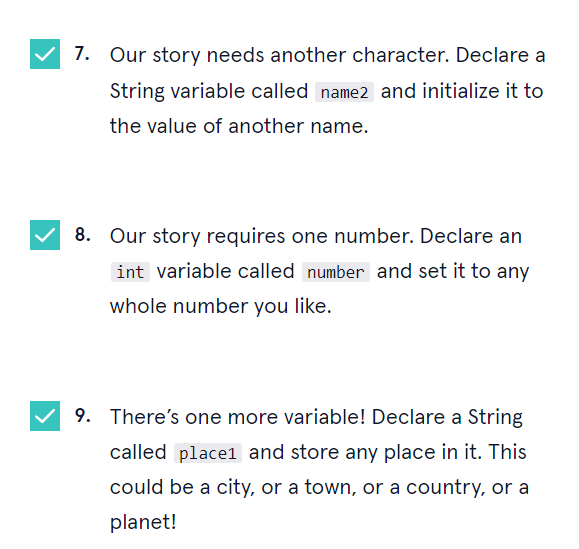 7. Our story needs another character. Declare a
String variable called name2 and initialize it to
the value of another name.
8. Our story requires one number. Declare an
int variable called number and set it to any
whole number you like.
9. There’s one more variable! Declare a String
called place1 and store any place in it. This
could be a city, or a town, or a country, or a
planet!